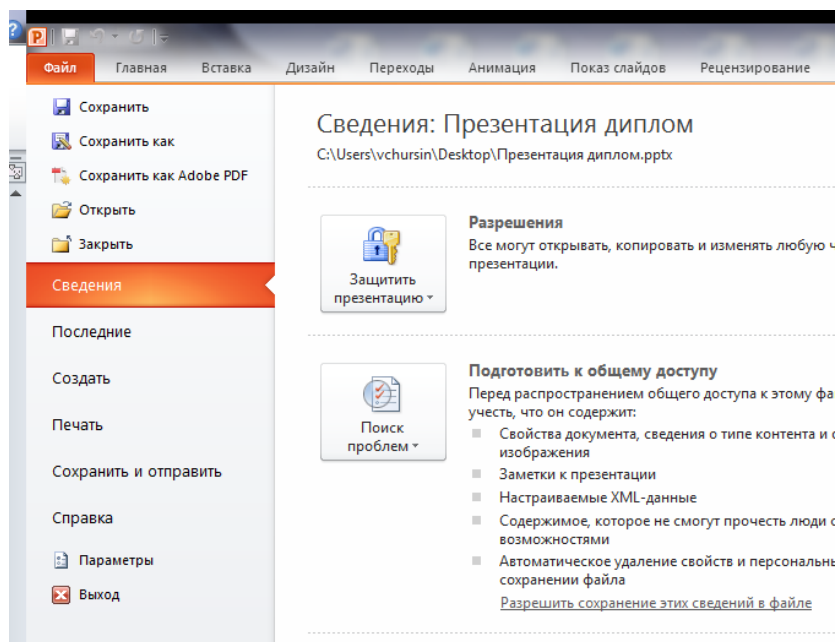 Файл Главная Вставка Дизайн Переходы Анимация Показ слайдов Рецензирование
Сохранить
Сохранить как
Сохранить как Adobe PDF
Открыть
Закрыть
Сведения
Последние
Создать
Печать
Сохранить и отправить
Справка
Параметры
Выход
Сведения: Презентация диплом
C:\Users\vchursin\Desktop\Презентация диплом.pptx
Защитить
презентацию
Разрешения
Все могут открывать, копировать и изменять любую
презентации.
Поиск
проблем
Подготовить к общему доступу
Перед распространением общего доступа к этому
учесть, что он содержит:
Свойства документа, сведения о типе контента и
изображения
Заметки к презентации
Настраиваемые XML-данные
Содержимое, которое не смогут прочесть люди с
возможностями
Автоматическое удаление свойств и
сохранении файла
Разрешить сохранение этих сведений в файле